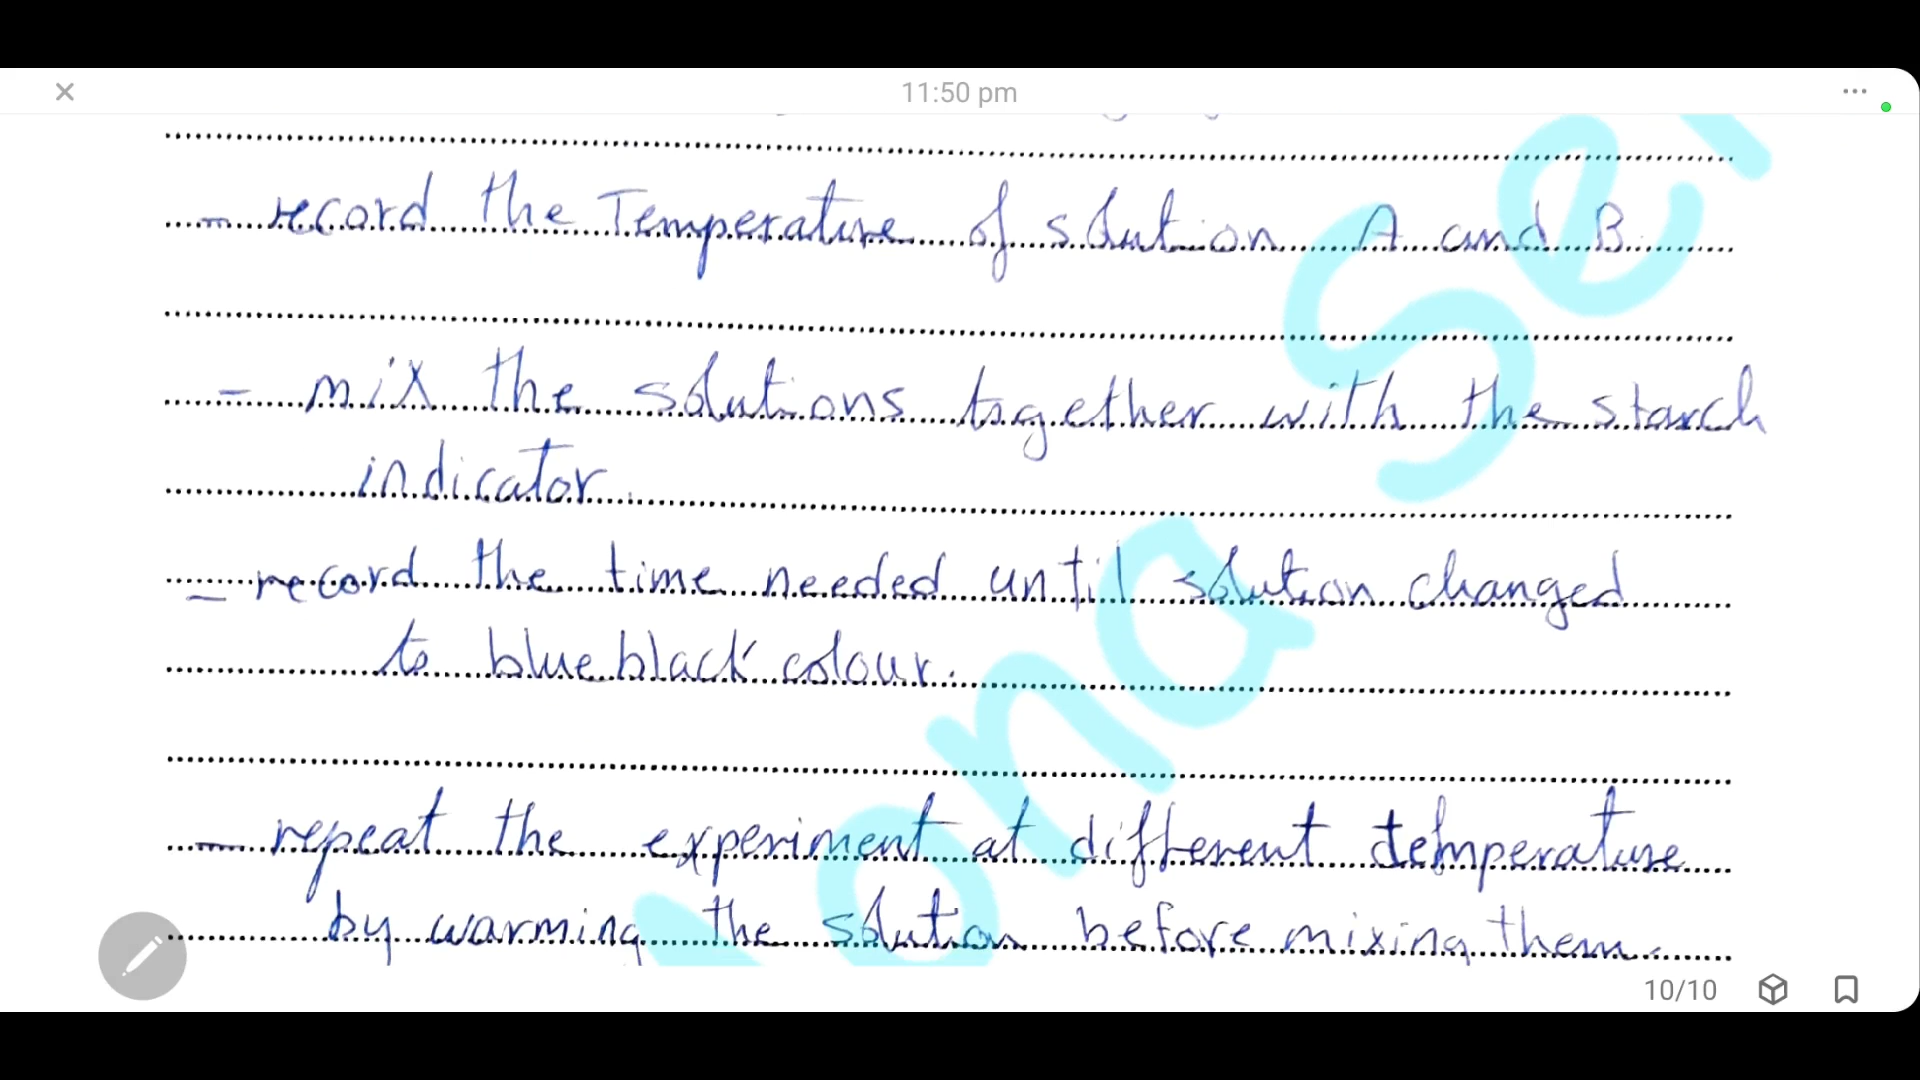 11:50 pm
- record the Temperature of solution A and B.
- mix the solutions together with the starch
indicator.
- record the time needed until solution changed
to blue black colour.
- repeat the experiment at different temperature
by warming the solution before mixing them.
10/10